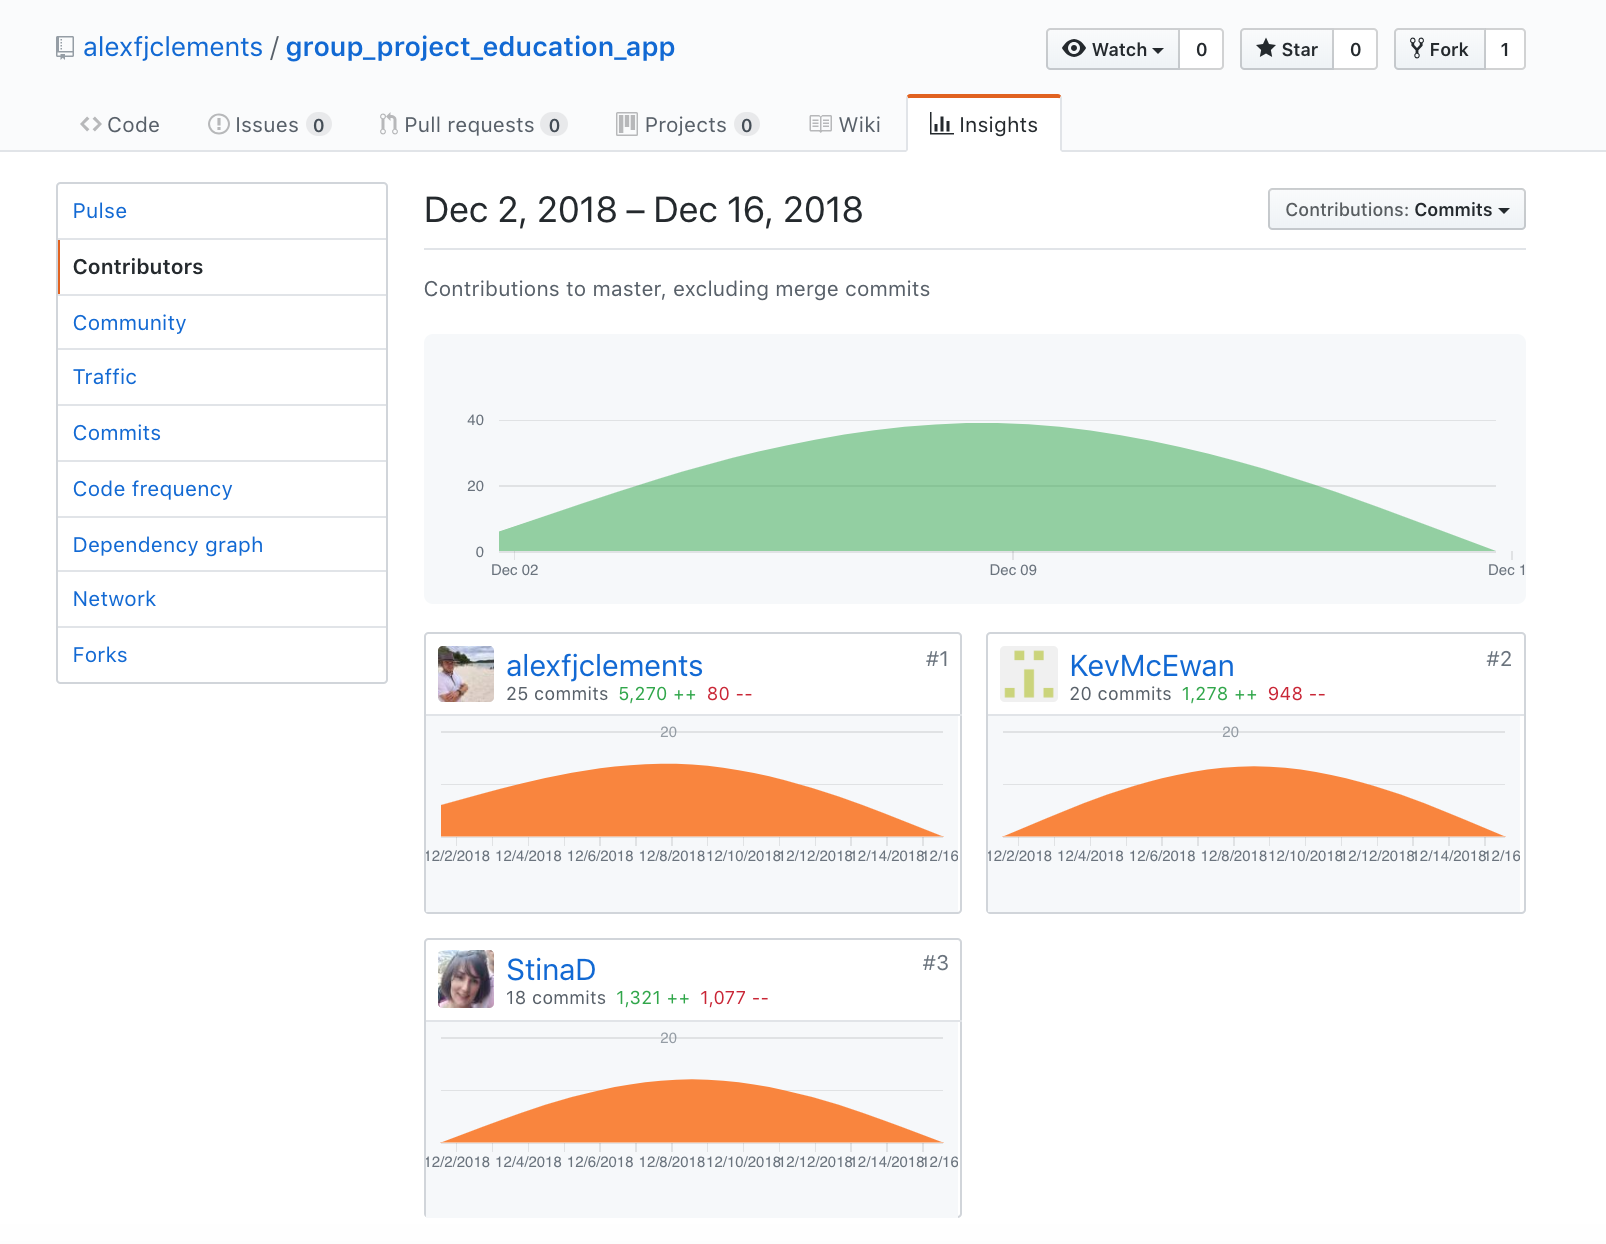 alexfjclements / group_project_education_app
Watch 0 Star 0 Fork 1
Code Issues 0 Pull requests 0 Projects 0 Wiki Insights
Pulse
Contributors
Community
Traffic
Commits
Code frequency
Dependency graph
Network
Forks
Dec 2, 2018 – Dec 16, 2018
Contributions: Commits
Contributions to master, excluding merge commits
40
20
0
Dec 02 Dec 09 Dec 1
alexfjclements #1
25 commits 5,270 ++ 80 --
20
12/2/2018 12/4/2018 12/6/2018 12/8/2018 12/10/2018 12/12/2018 12/14/2018 12/16
KevMcEwan #2
20 commits 1,278 ++ 948 --
20
12/2/2018 12/4/2018 12/6/2018 12/8/2018 12/10/2018 12/12/2018 12/14/2018 12/16
StinaD #3
18 commits 1,321 ++ 1,077 --
20
12/2/2018 12/4/2018 12/6/2018 12/8/2018 12/10/2018 12/12/2018 12/14/2018 12/16